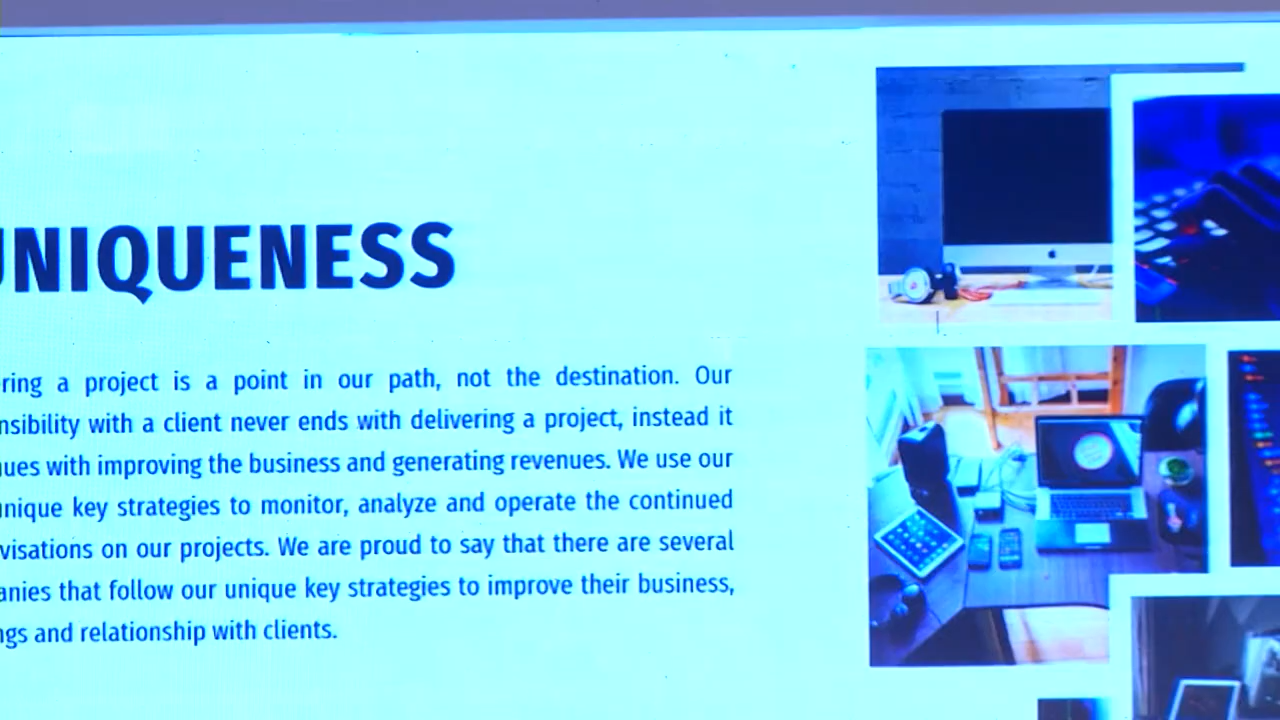 UNIQUENESS
ring a project is a point in our path, not the destination. Our
nsibility with a client never ends with delivering a project, instead it
ues with improving the business and generating revenues. We use our
unique key strategies to monitor, analyze and operate the continued
visations on our projects. We are proud to say that there are several
anies that follow our unique key strategies to improve their business,
ngs and relationship with clients.